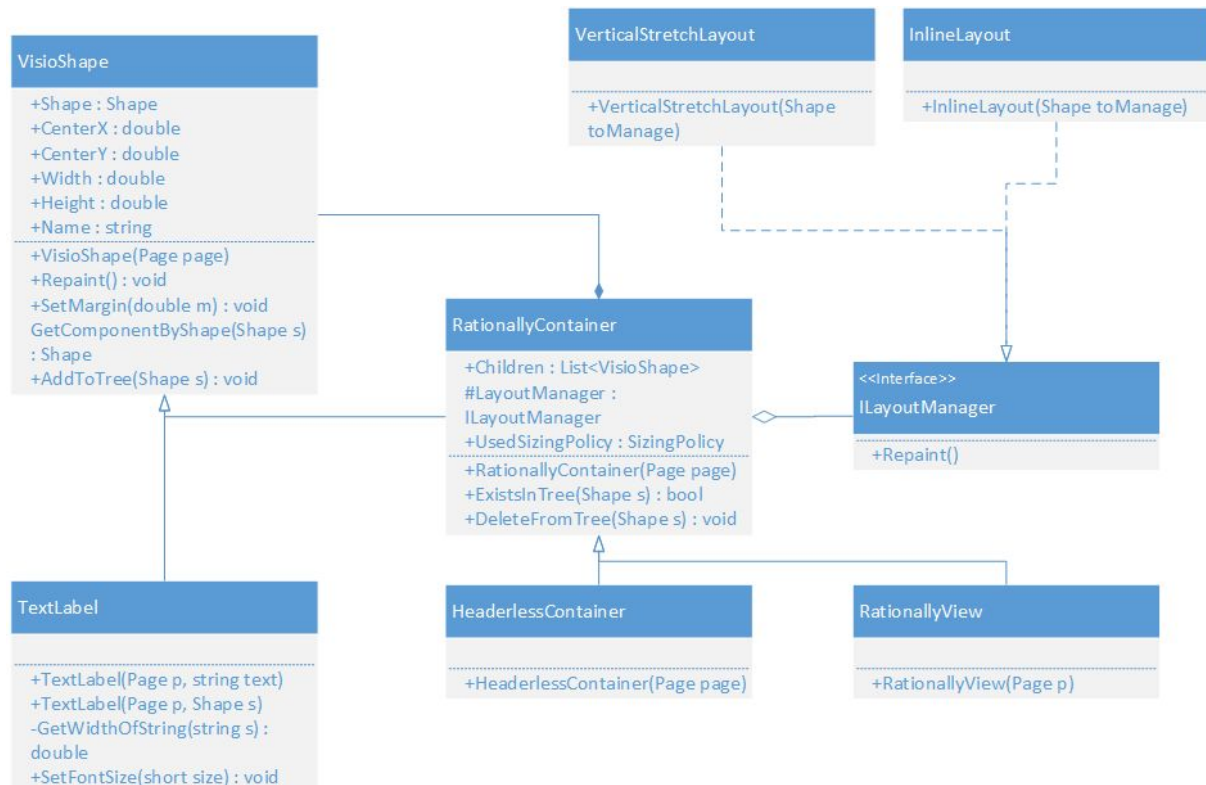 VisioShape
+Shape : Shape
+CenterX : double
+CenterY : double
+Width : double
+Height : double
+Name : string
+VisioShape(Page page)
+Repaint() : void
+SetMargin(double m) : void
GetComponentByShape(Shape s)
: Shape
+AddToTree(Shape s) : void
VerticalStretchLayout
+VerticalStretchLayout(Shape
toManage)
InlineLayout
+InlineLayout(Shape toManage)
RationallyContainer
+Children : List<VisioShape>
#LayoutManager :
ILayoutManager
+UsedSizingPolicy : SizingPolicy
+RationallyContainer(Page page)
+ExistsInTree(Shape s) : bool
+DeleteFromTree(Shape s) : void
<<Interface>>
ILayoutManager
+Repaint()
TextLabel
+TextLabel(Page p, string text)
+TextLabel(Page p, Shape s)
-GetWidthOfString(string s) :
double
+SetFontSize(short size) : void
HeaderlessContainer
+HeaderlessContainer(Page page)
RationallyView
+RationallyView(Page p)